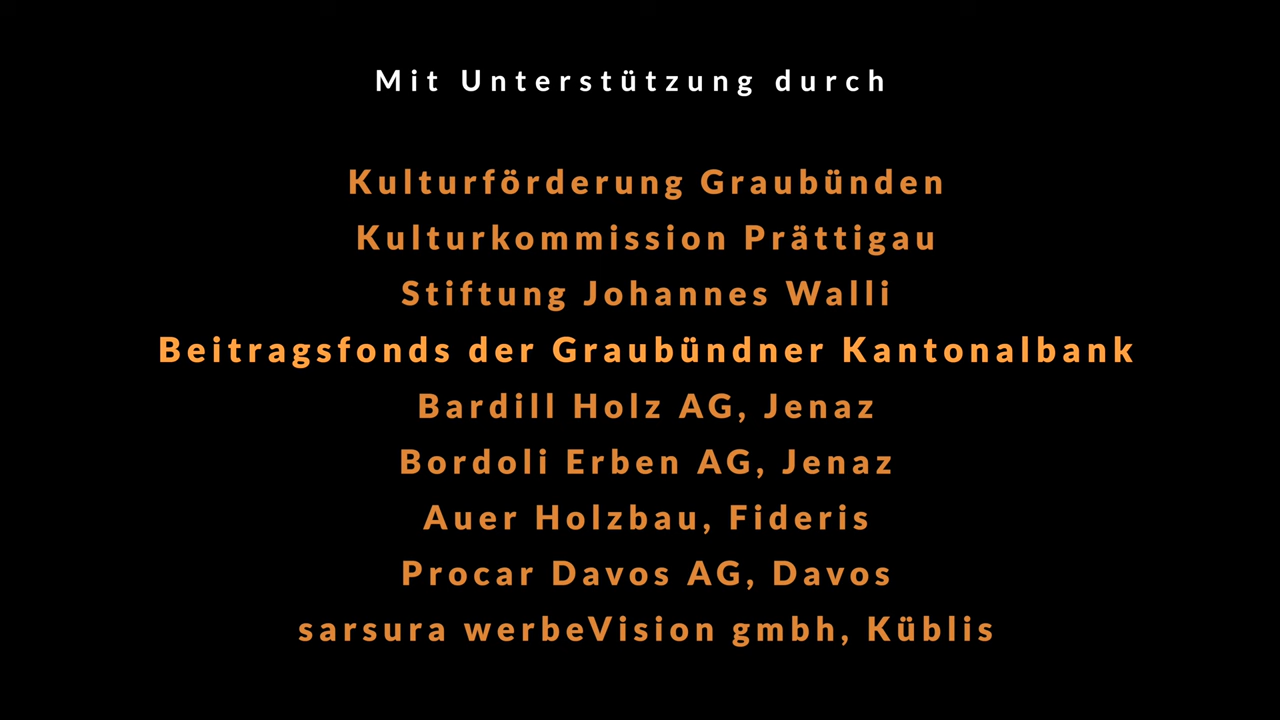 Mit Unterstützung durch
Kulturförderung Graubünden
Kulturkommission Prättigau
Stiftung Johannes Walli
Beitragsfonds der Graubündner Kantonalbank
Bardill Holz AG, Jenaz
Bordoli Erben AG, Jenaz
Auer Holzbau, Fideris
Procar Davos AG, Davos
sarsura werbeVision gmbh, Küblis